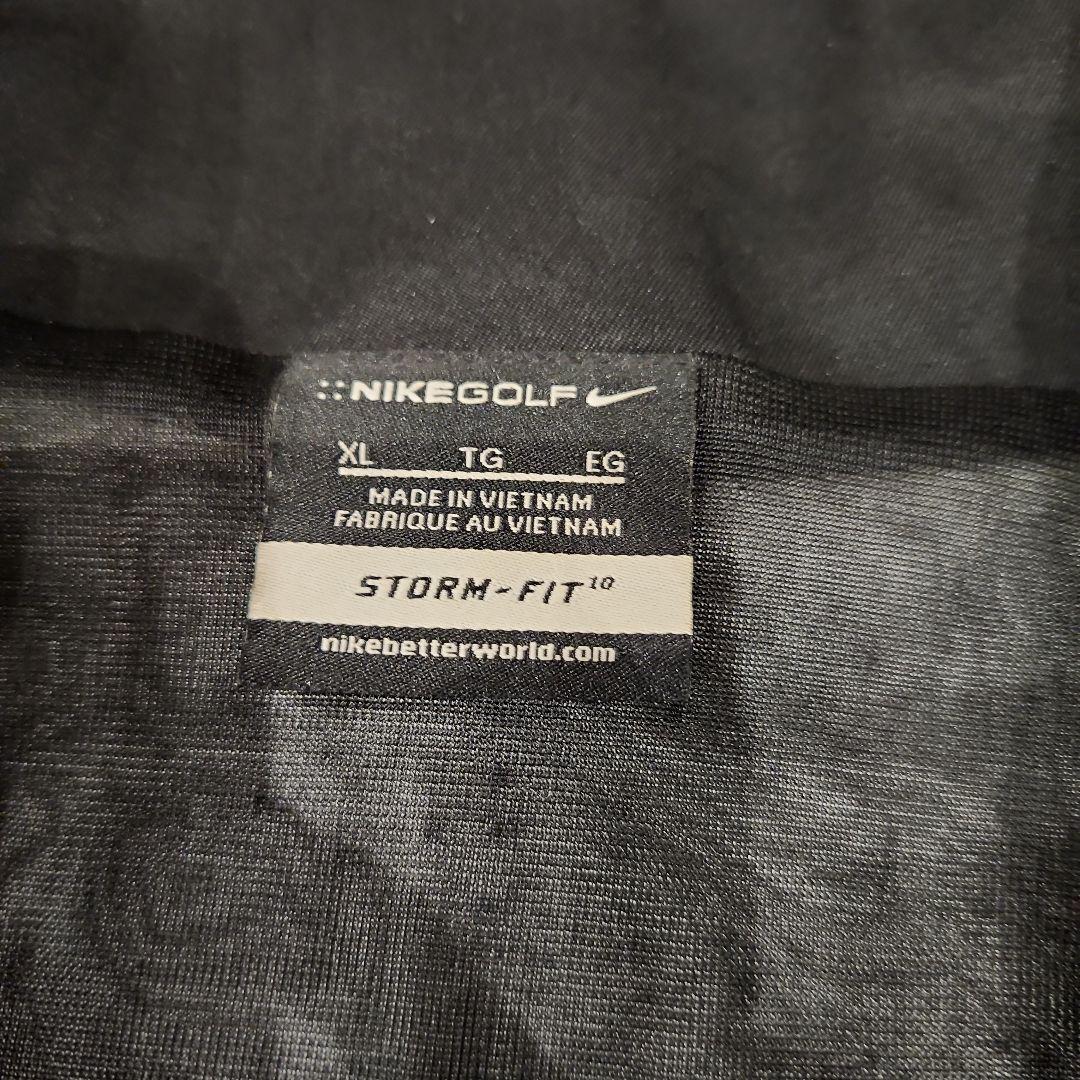 NIKEGOLF
XL TG EG
MADE IN VIETNAM
FABRIQUE AU VIETNAM
STORM-FIT10
nikebetterworld.com